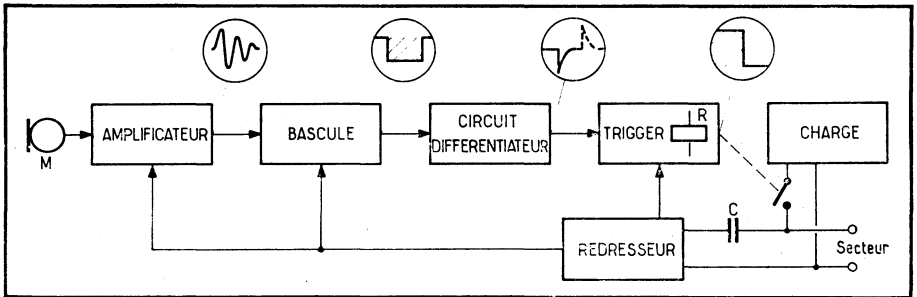 M
AMPLIFICATEUR
BASCULE
CIRCUIT
DIFFERENTIATEUR
TRIGGER
R
CHARGE
REDRESSEUR
C
Secteur